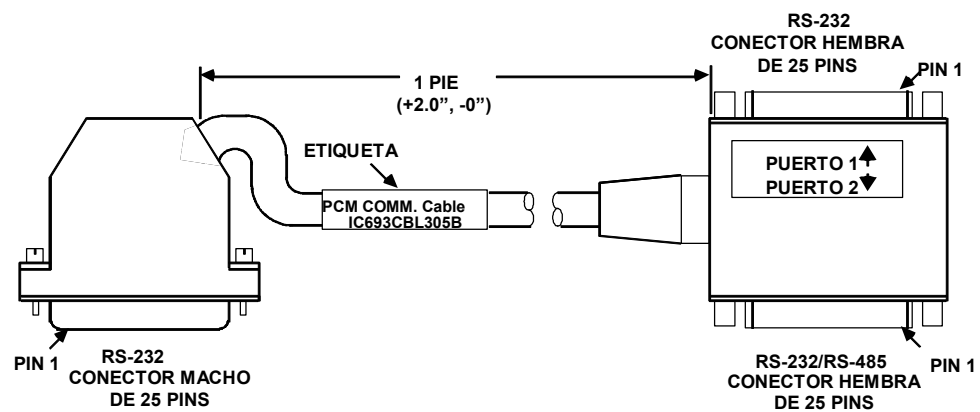 RS-232
CONECTOR HEMBRA
DE 25 PINS
PIN 1
1 PIE
(+2.0”, -0”)
ETIQUETA
PUERTO 1
PUERTO 2
PCM COMM. Cable
IC693CBL305B
PIN 1
RS-232
CONECTOR MACHO
DE 25 PINS
RS-232/RS-485
CONECTOR HEMBRA
DE 25 PINS
PIN 1